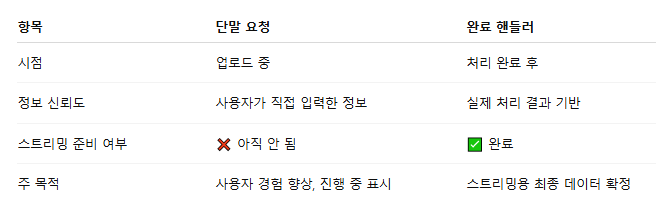 항목 단말 요청 완료 핸들러
시점 업로드 중 처리 완료 후
정보 신뢰도 사용자가 직접 입력한 정보 실제 처리 결과 기반
스트리밍 준비 여부 ❌ 아직 안 됨 ✅ 완료
주 목적 사용자 경험 향상, 진행 중 표시 스트리밍용 최종 데이터 확정